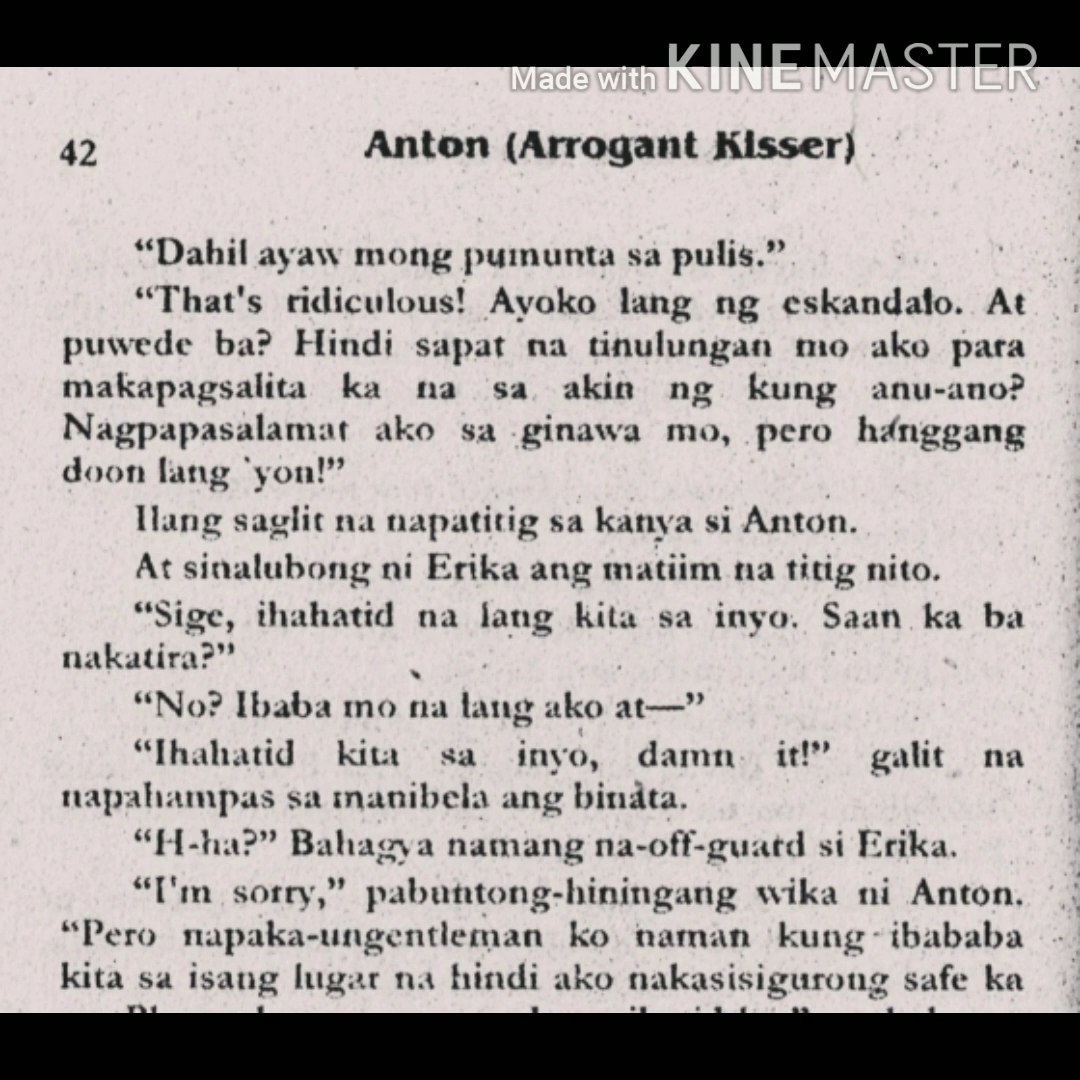 Made with KINEMASTER
42 Anton (Arrogant Kisser)
“Dahil ayaw mong pumunta sa pulis.”
“That's ridiculous! Ayoko lang ng eskandalo. At
puwede ba? Hindi sapat na tinulungan mo ako para
makapagsalita ka na sa akin ng kung anu-ano?
Nagpapasalamat ako sa ginawa mo, pero hanggang
doon lang 'yon!”
Ilang saglit na napatitig sa kanya si Anton.
At sinalubong ni Erika ang matiim na titig nito.
“Sige, ihahatid na lang kita sa inyo. Saan ka ba
nakatira?”
“No? Ibaba mo na lang ako at—”
“Ihahatid kita sa inyo, damn it!” galit na
napahampas sa manibela ang binata.
“H-ha?” Bahagya namang na-off-guard si Erika.
“I'm sorry,” pabuntong-hiningang wika ni Anton.
“Pero napaka-ungentleman ko naman kung ibababa
kita sa isang lugar na hindi ako nakasisigurong safe ka